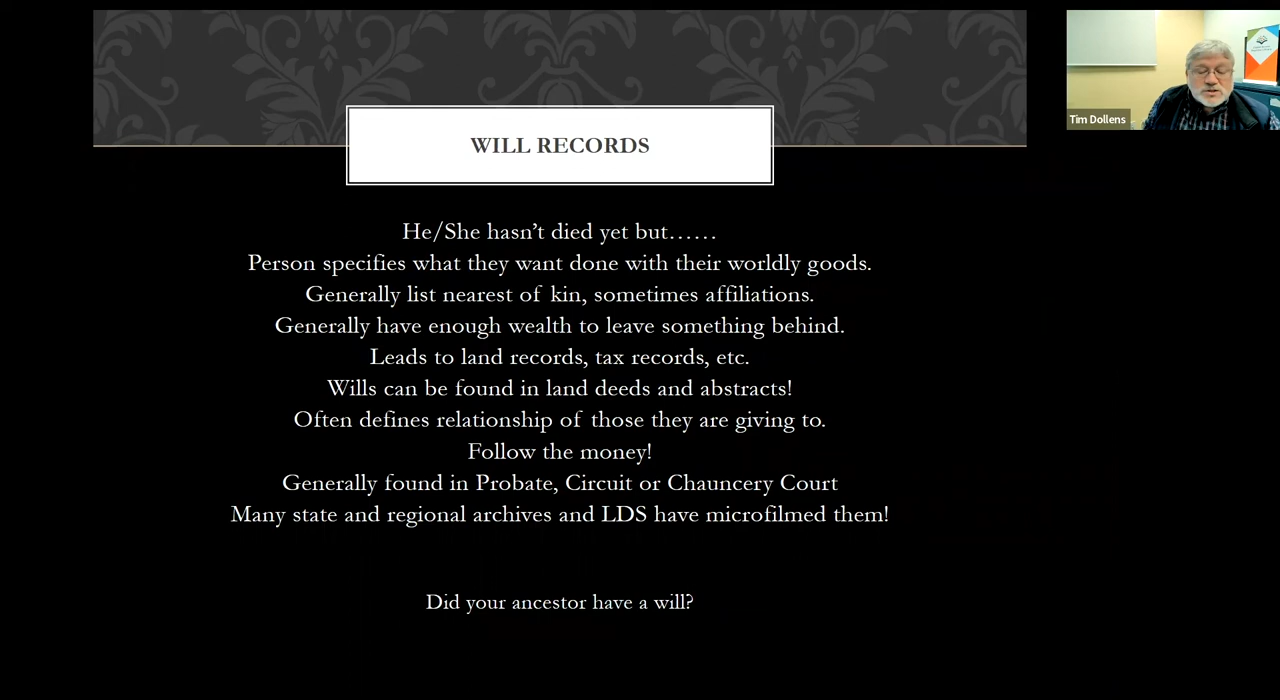 WILL RECORDS
He/She hasn't died yet but……
Person specifies what they want done with their worldly goods.
Generally list nearest of kin, sometimes affiliations.
Generally have enough wealth to leave something behind.
Leads to land records, tax records, etc.
Wills can be found in land deeds and abstracts!
Often defines relationship of those they are giving to.
Follow the money!
Generally found in Probate, Circuit or Chauncery Court
Many state and regional archives and LDS have microfilmed them!
Did your ancestor have a will?
Tim Dollens